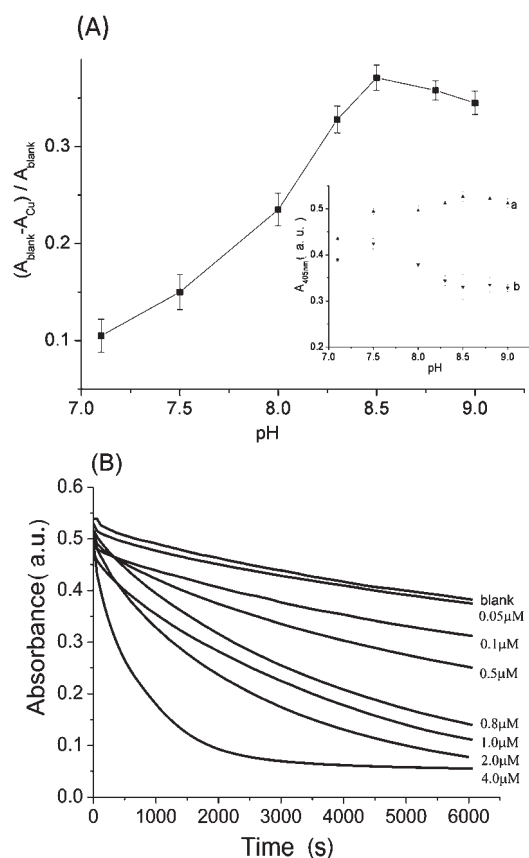 (A)
(A_blank-A_Cu) / A_blank
0.3
0.2
0.1
7.0 7.5 8.0 8.5 9.0
pH
A_405nm( a. u.)
0.5
0.4
0.3
0.2
a
b
7.0 7.5 8.0 8.5 9.0
pH
(B)
Absorbance( a.u.)
0.6
0.5
0.4
0.3
0.2
0.1
0.0
blank
0.05μM
0.1μM
0.5μM
0.8μM
1.0μM
2.0μM
4.0μM
0 1000 2000 3000 4000 5000 6000
Time (s)